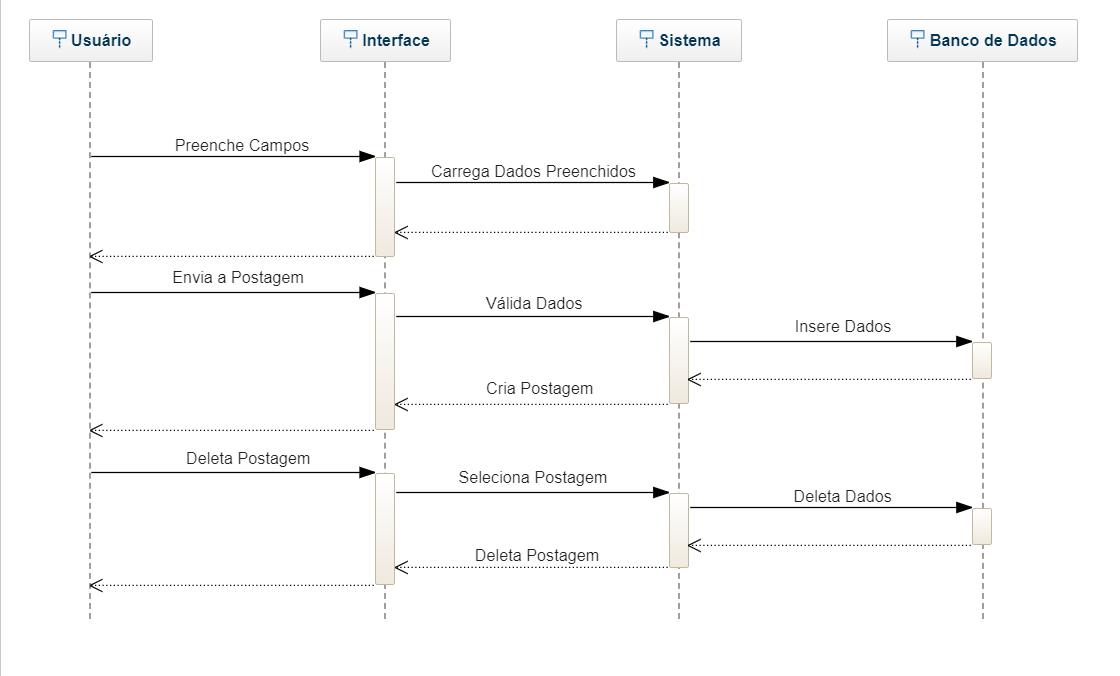 Usuário
Interface
Sistema
Banco de Dados
Preenche Campos
Carrega Dados Preenchidos
Envia a Postagem
Válida Dados
Insere Dados
Cria Postagem
Deleta Postagem
Seleciona Postagem
Deleta Dados
Deleta Postagem